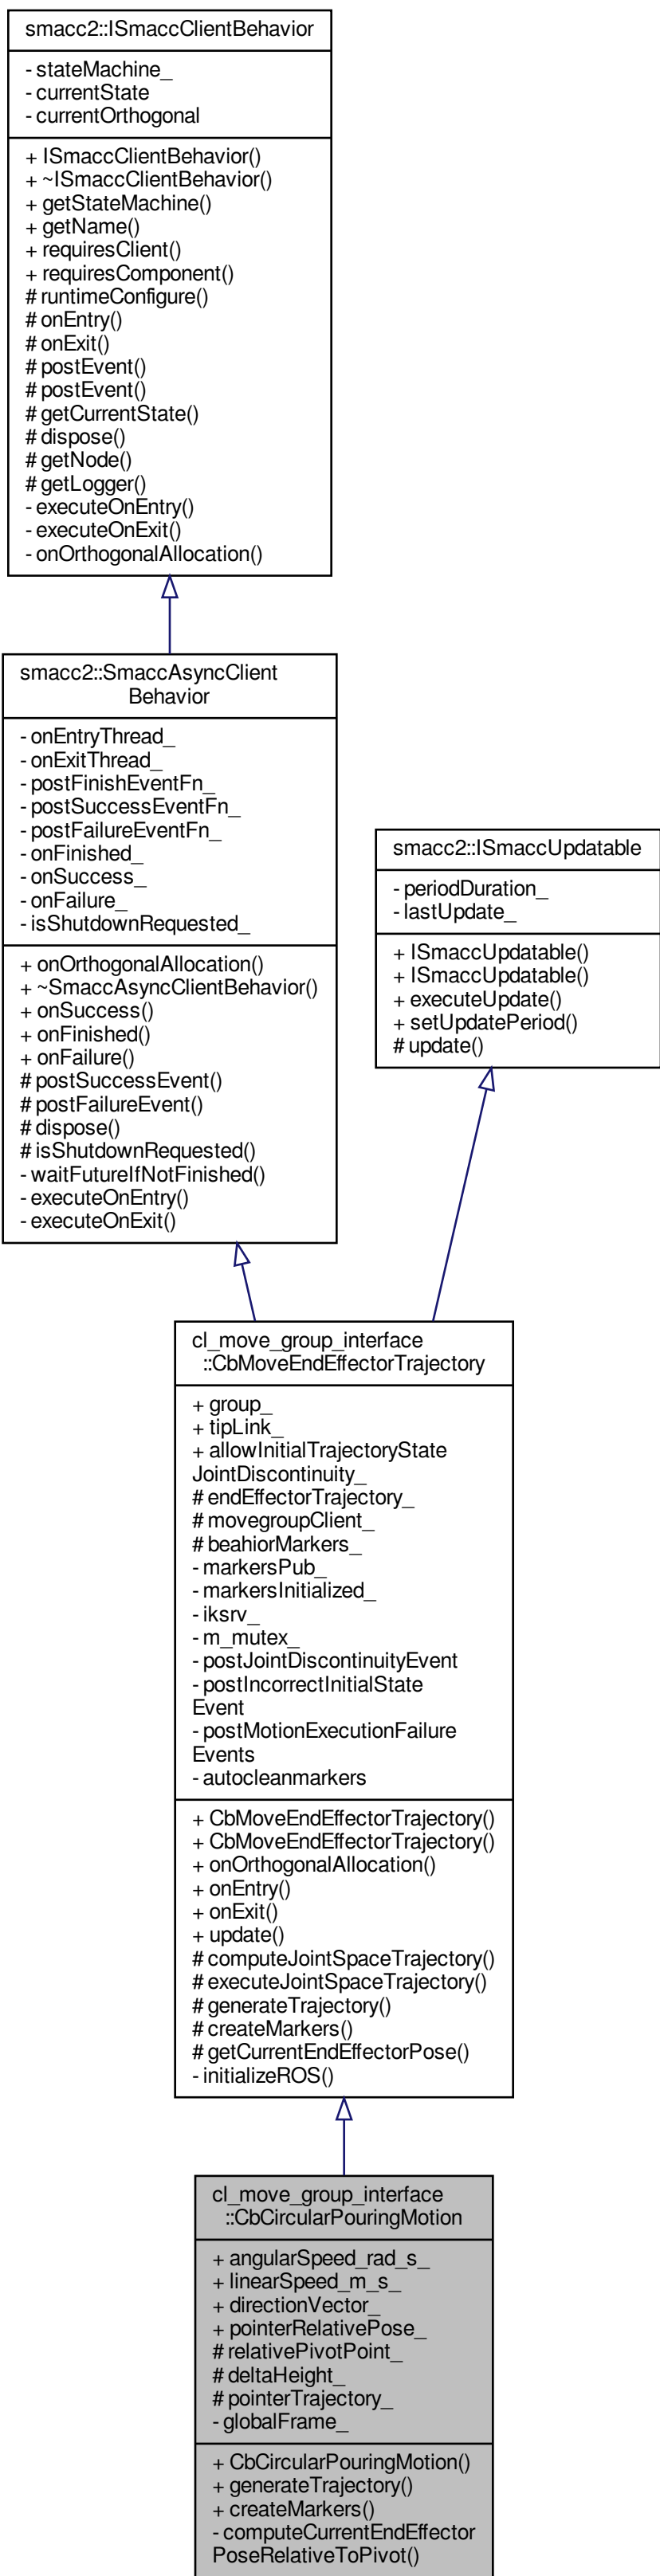 smacc2::ISmaccClientBehavior
- stateMachine_
- currentState
- currentOrthogonal
+ ISmaccClientBehavior()
+ ~ISmaccClientBehavior()
+ getStateMachine()
+ getName()
+ requiresClient()
+ requiresComponent()
# runtimeConfigure()
# onEntry()
# onExit()
# postEvent()
# postEvent()
# getCurrentState()
# dispose()
# getNode()
# getLogger()
- executeOnEntry()
- executeOnExit()
- onOrthogonalAllocation()
smacc2::SmaccAsyncClient
Behavior
- onEntryThread_
- onExitThread_
- postFinishEventFn_
- postSuccessEventFn_
- postFailureEventFn_
- onFinished_
- onSuccess_
- onFailure_
- isShutdownRequested_
+ onOrthogonalAllocation()
+ ~SmaccAsyncClientBehavior()
+ onSuccess()
+ onFinished()
+ onFailure()
# postSuccessEvent()
# postFailureEvent()
# dispose()
# isShutdownRequested()
- waitFutureIfNotFinished()
- executeOnEntry()
- executeOnExit()
smacc2::ISmaccUpdatable
- periodDuration_
- lastUpdate_
+ ISmaccUpdatable()
+ ISmaccUpdatable()
+ executeUpdate()
+ setUpdatePeriod()
# update()
cl_move_group_interface
::CbMoveEndEffectorTrajectory
+ group_
+ tipLink_
+ allowInitialTrajectoryState
JointDiscontinuity_
# endEffectorTrajectory_
# movegroupClient_
# beahiorMarkers_
- markersPub_
- markersInitialized_
- iksrv_
- m_mutex_
- postJointDiscontinuityEvent
- postIncorrectInitialState
Event
- postMotionExecutionFailure
Events
- autocleanmarkers
+ CbMoveEndEffectorTrajectory()
+ CbMoveEndEffectorTrajectory()
+ onOrthogonalAllocation()
+ onEntry()
+ onExit()
+ update()
# computeJointSpaceTrajectory()
# executeJointSpaceTrajectory()
# generateTrajectory()
# createMarkers()
# getCurrentEndEffectorPose()
- initializeROS()
cl_move_group_interface
::CbCircularPouringMotion
+ angularSpeed_rad_s_
+ linearSpeed_m_s_
+ directionVector_
+ pointerRelativePose_
# relativePivotPoint_
# deltaHeight_
# pointerTrajectory_
- globalFrame_
+ CbCircularPouringMotion()
+ generateTrajectory()
+ createMarkers()
- computeCurrentEndEffector
PoseRelativeToPivot()